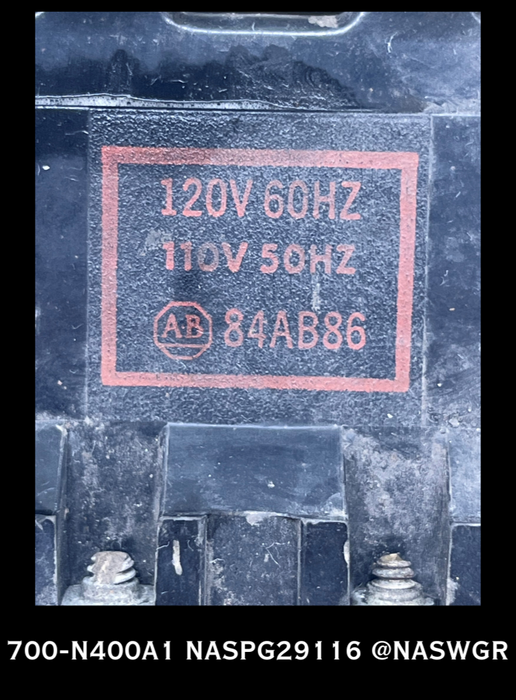 120V 60HZ
110V 50HZ
AB 84AB86
700-N400A1 NASPG29116 @NASWGR